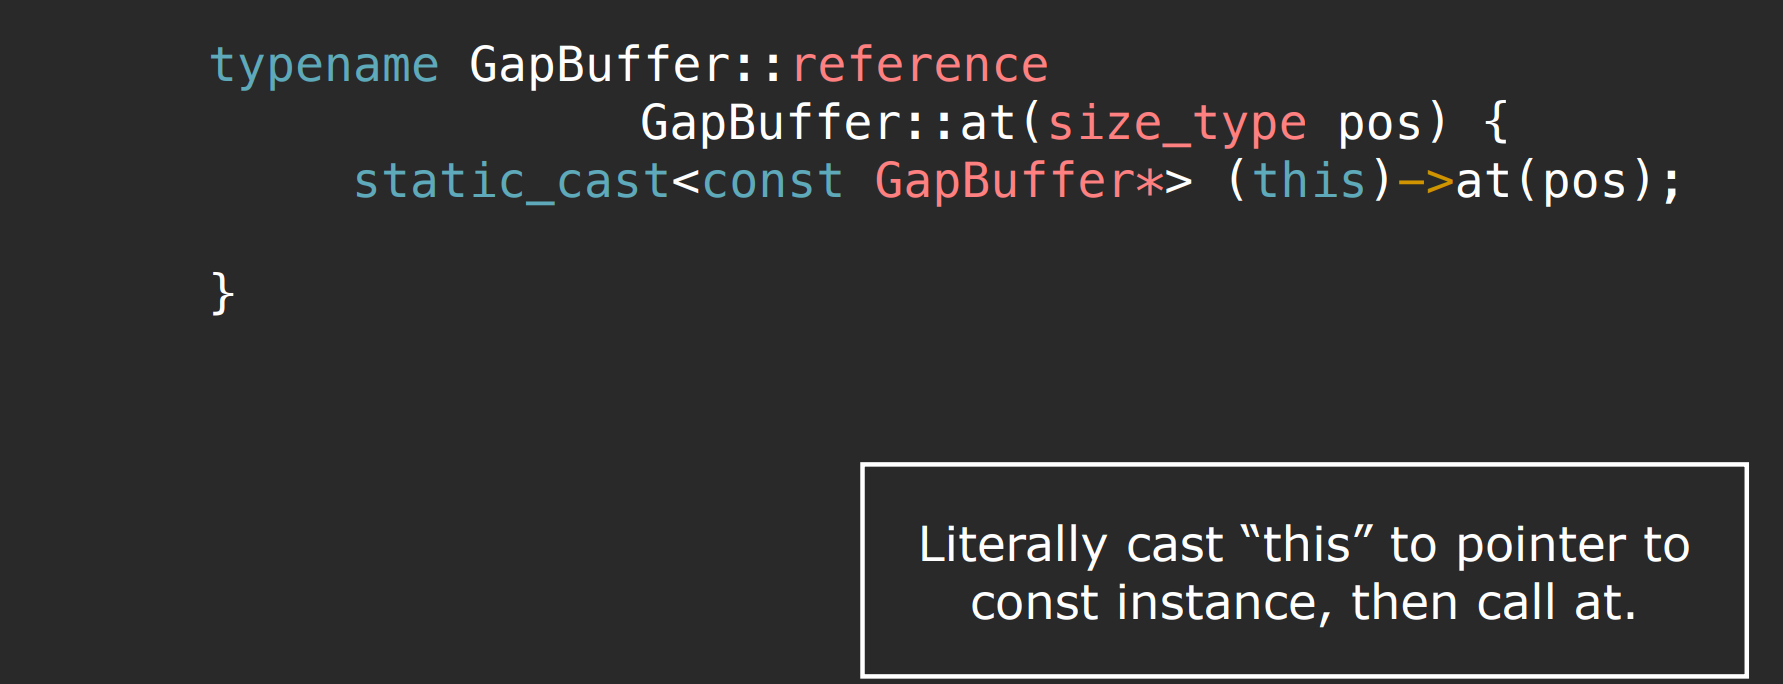 typename GapBuffer::reference
GapBuffer::at(size_type pos) {
static_cast<const GapBuffer*> (this)->at(pos);
}
Literally cast “this” to pointer to
const instance, then call at.